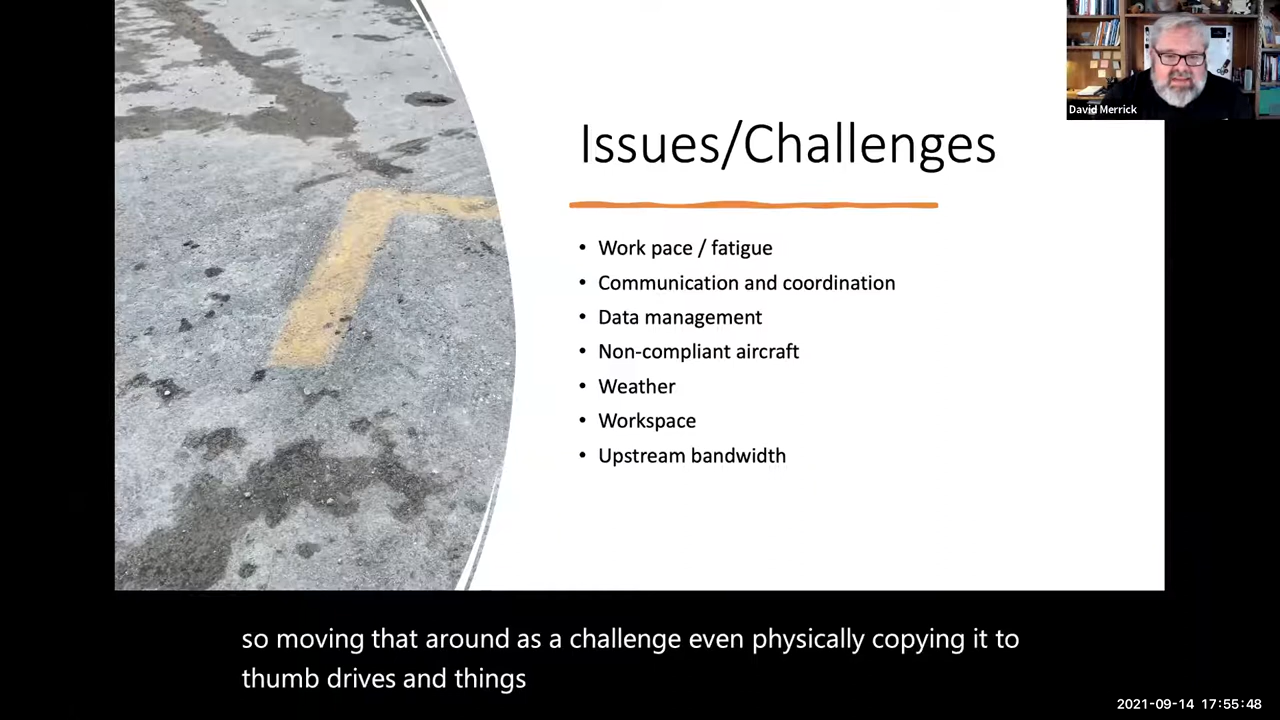 David Merrick
Issues/Challenges
• Work pace / fatigue
• Communication and coordination
• Data management
• Non-compliant aircraft
• Weather
• Workspace
• Upstream bandwidth
so moving that around as a challenge even physically copying it to
thumb drives and things
2021-09-14 17:55:48